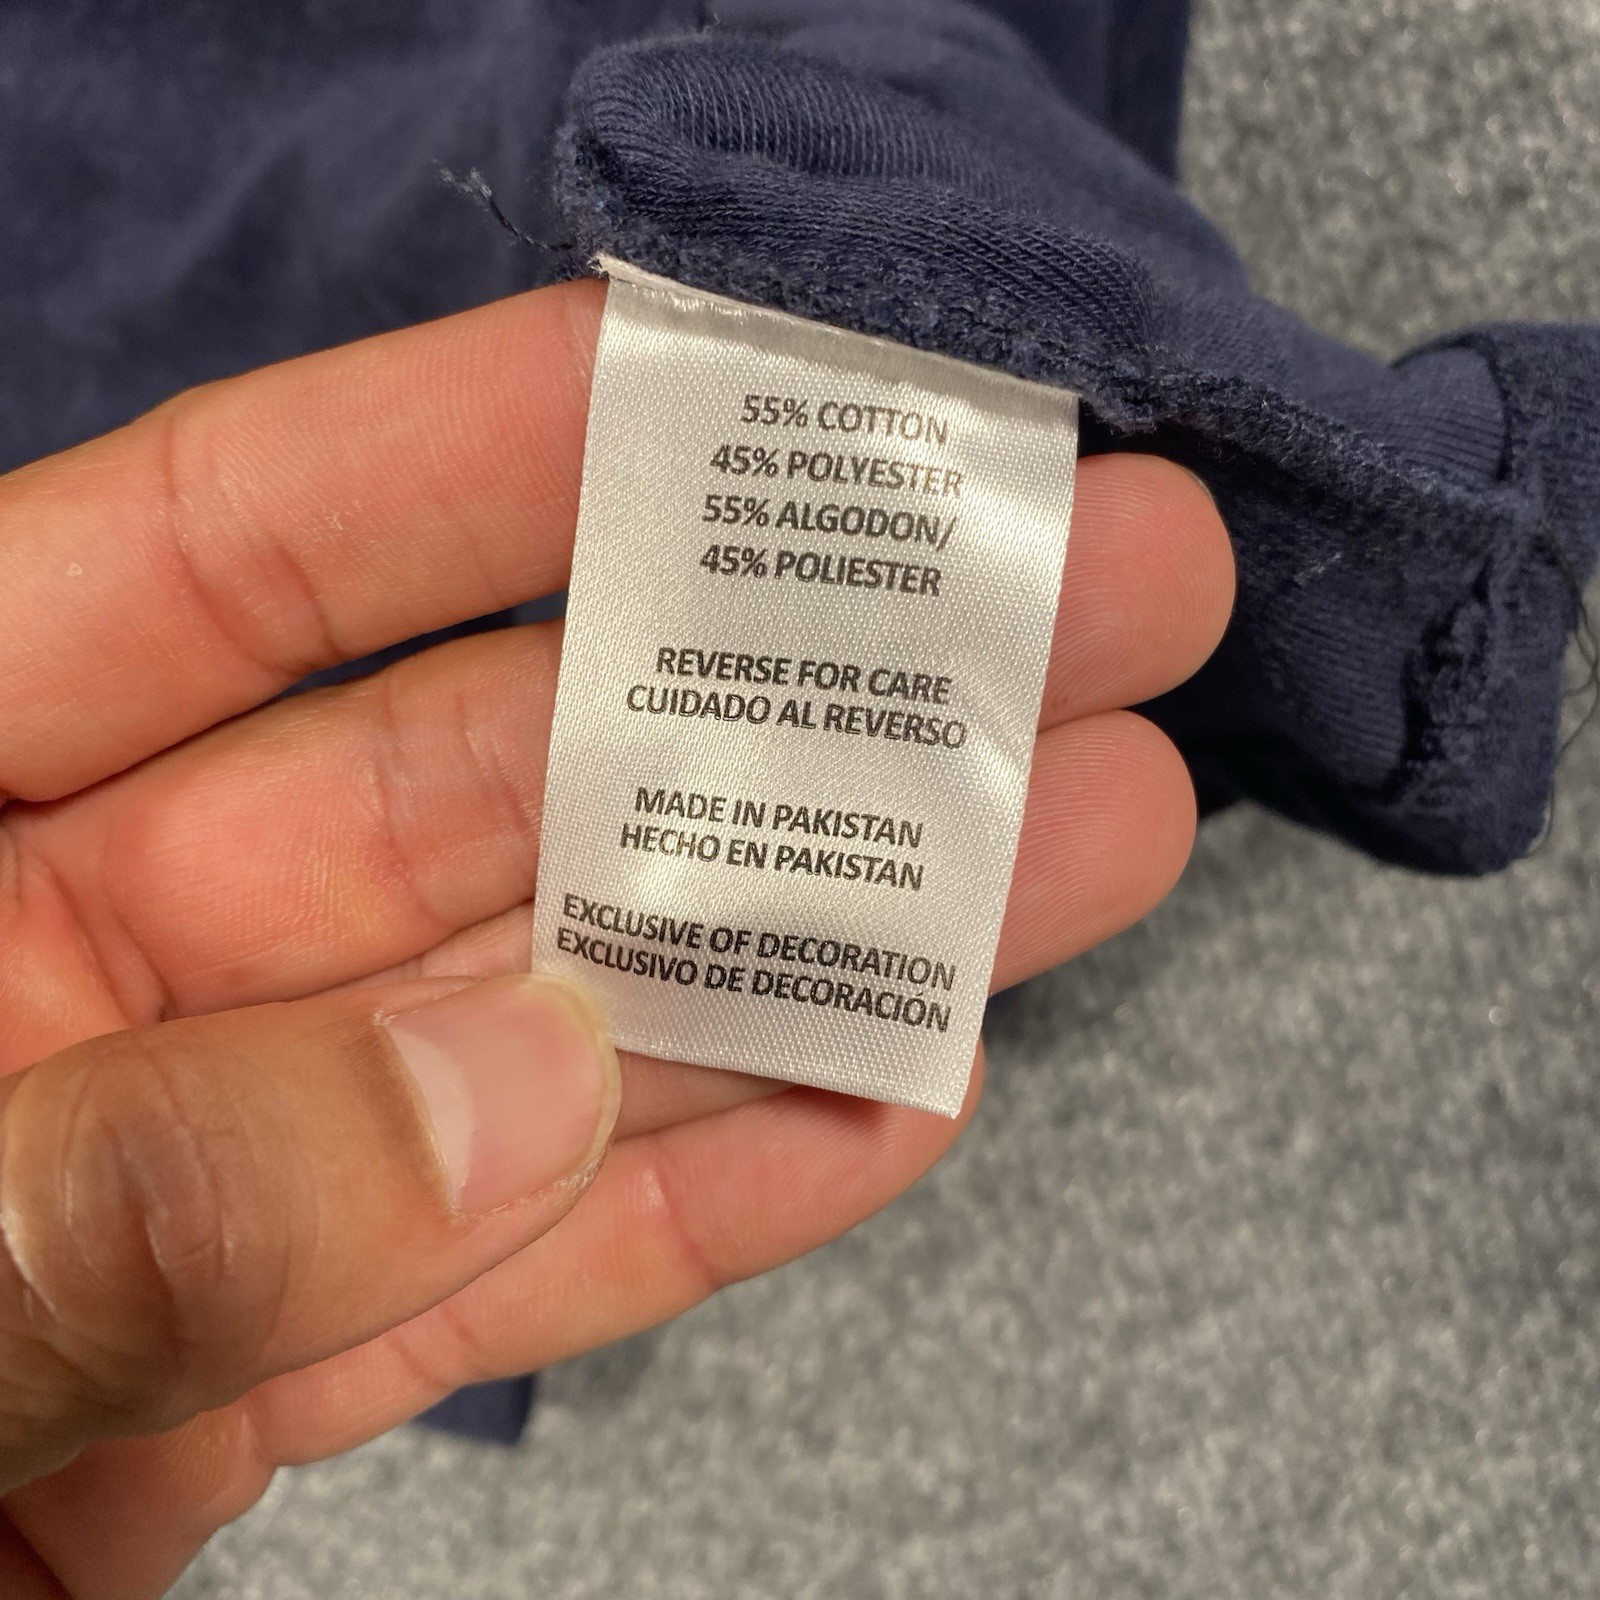 55% COTTON
45% POLYESTER
55% ALGODON/
45% POLIESTER
REVERSE FOR CARE
CUIDADO AL REVERSO
MADE IN PAKISTAN
HECHO EN PAKISTAN
EXCLUSIVE OF DECORATION
EXCLUSIVO DE DECORACIÓN